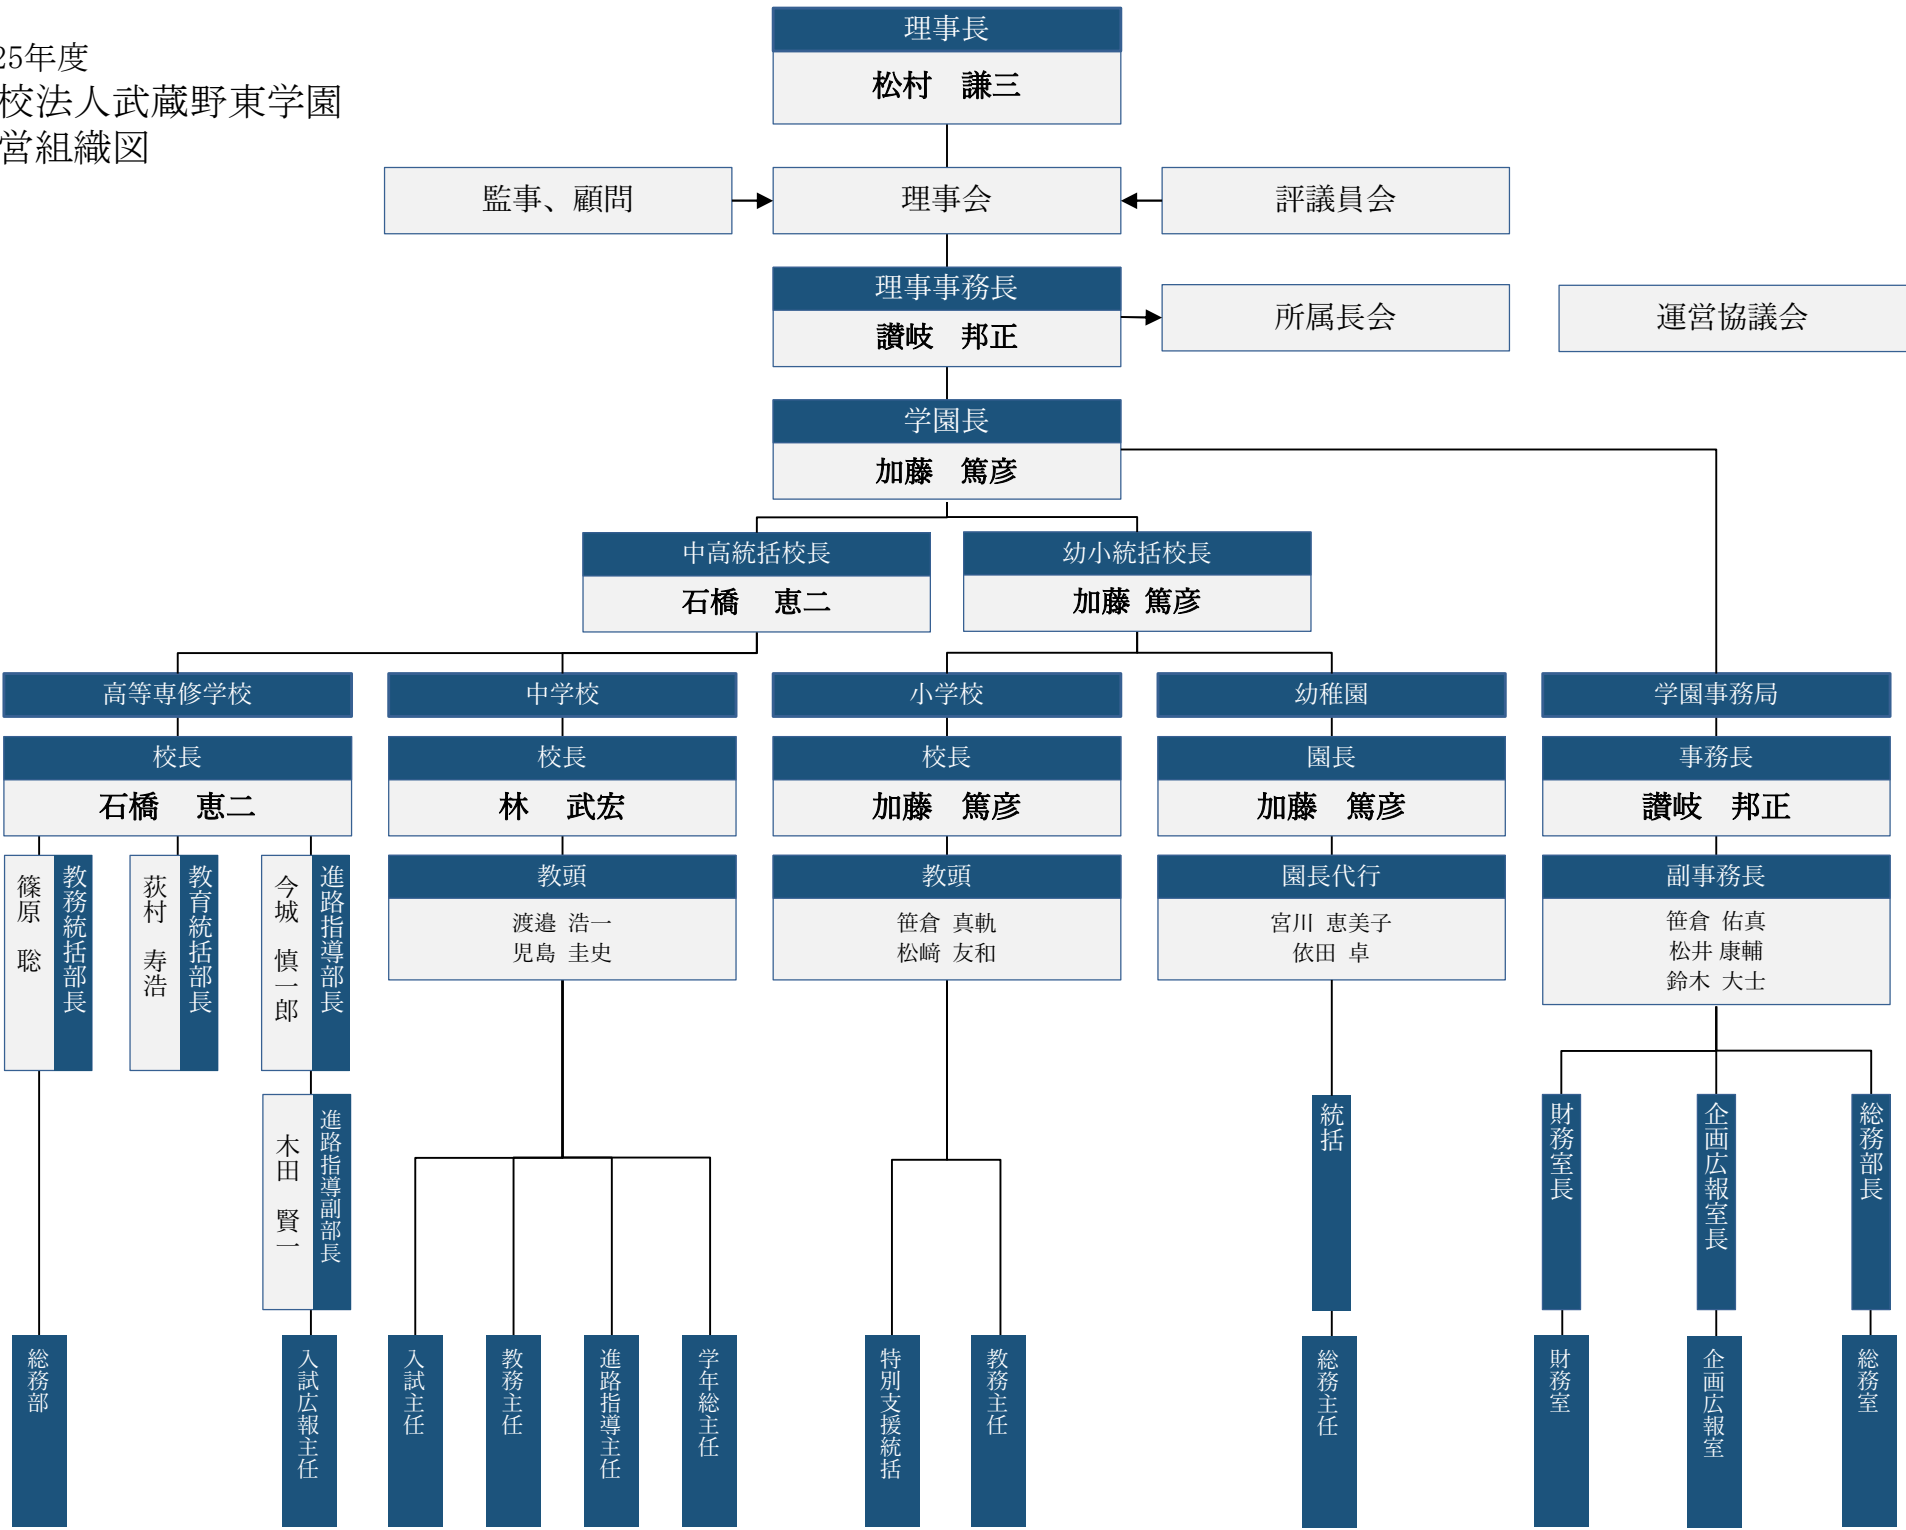 25年度
校法人武蔵野東学園
営組織図
理事長
松村　謙三
監事、顧問
理事会
評議員会
理事事務長
讃岐　邦正
所属長会
運営協議会
学園長
加藤　篤彦
中高統括校長
石橋　恵二
幼小統括校長
加藤 篤彦
高等専修学校
中学校
小学校
幼稚園
学園事務局
校長
石橋　恵二
校長
林　武宏
校長
加藤　篤彦
園長
加藤　篤彦
事務長
讃岐　邦正
教務統括部長
篠原　聡
教育統括部長
荻村　寿浩
進路指導部長
今城　慎一郎
教頭
渡邉 浩一
児島 圭史
教頭
笹倉 真軌
松﨑 友和
園長代行
宮川 恵美子
依田 卓
副事務長
笹倉 佑真
松井 康輔
鈴木 大士
進路指導副部長
木田　賢一
統括
財務室長
企画広報室長
総務部長
総務部
入試広報主任
入試主任
教務主任
進路指導主任
学年総主任
特別支援統括
教務主任
総務主任
財務室
企画広報室
総務室